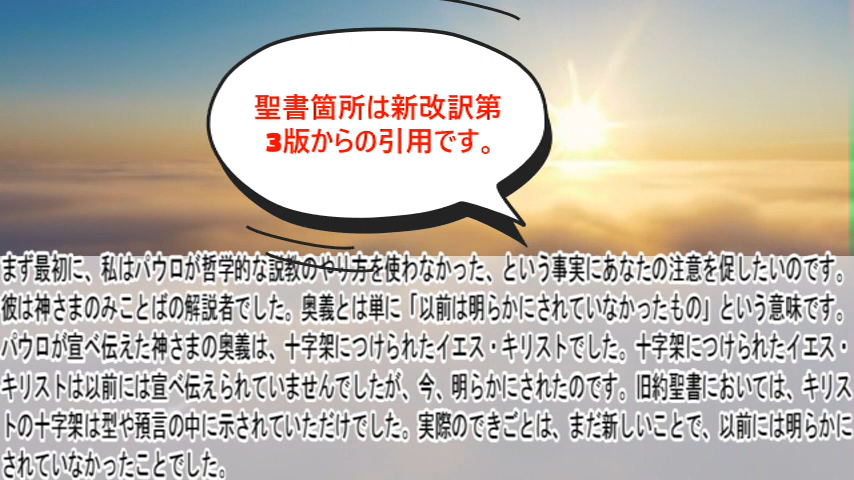 聖書箇所は新改訳第
3版からの引用です。
まず最初に、私はパウロが哲学的な説教のやり方を使わなかった、という事実にあなたの注意を促したいのです。
彼は神さまのみことばの解説者でした。奥義とは単に「以前は明らかにされていなかったもの」という意味です。
パウロが宣べ伝えた神さまの奥義は、十字架につけられたイエス・キリストでした。十字架につけられたイエス・
キリストは以前には宣べ伝えられていませんでしたが、今、明らかにされたのです。旧約聖書においては、キリス
トの十字架は型や預言の中に示されていただけでした。実際のできごとは、まだ新しいことで、以前には明らかに
されていなかったことでした。